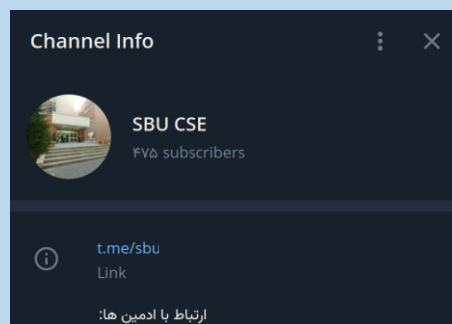 Channel Info
SBU CSE
۴۷۵ subscribers
t.me/sbu
Link
ارتباط با ادمین ها: